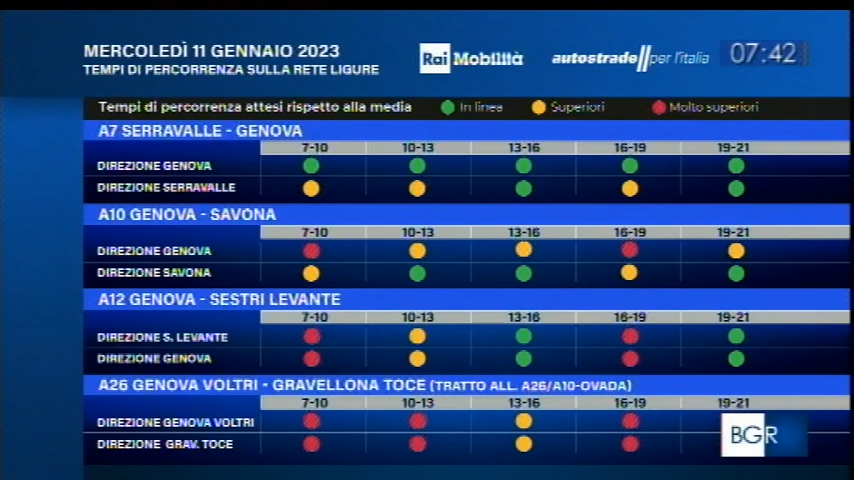 MERCOLEDÌ 11 GENNAIO 2023
TEMPI DI PERCORRENZA SULLA RETE LIGURE
Rai Mobilità
autostrade//per l'italia
07:42
Tempi di percorrenza attesi rispetto alla media In linea Superiori Molto superiori
A7 SERRAVALLE - GENOVA
7-10 10-13 13-16 16-19 19-21
DIREZIONE GENOVA
DIREZIONE SERRAVALLE
A10 GENOVA - SAVONA
7-10 10-13 13-16 16-19 19-21
DIREZIONE GENOVA
DIREZIONE SAVONA
A12 GENOVA - SESTRI LEVANTE
7-10 10-13 13-16 16-19 19-21
DIREZIONE S. LEVANTE
DIREZIONE GENOVA
A26 GENOVA VOLTRI - GRAVELLONA TOCE (TRATTO ALL. A26/A10-OVADA)
7-10 10-13 13-16 16-19 19-21
DIREZIONE GENOVA VOLTRI
DIREZIONE GRAV. TOCE
BGR